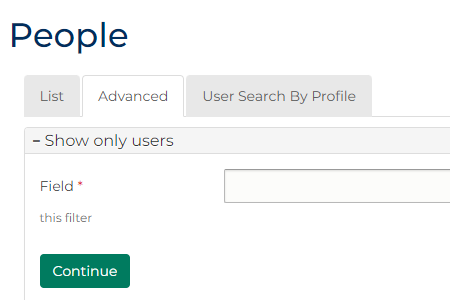 People
List Advanced User Search By Profile
− Show only users
Field *
this filter
Continue